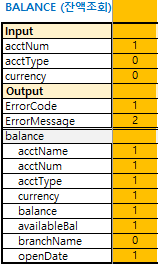 BALANCE (잔액조회)
Input
acctNum 1
acctType 0
currency 0
Output
ErrorCode 1
ErrorMessage 2
balance
acctName 1
acctNum 1
acctType 1
currency 1
balance 1
availableBal 1
branchName 0
openDate 1